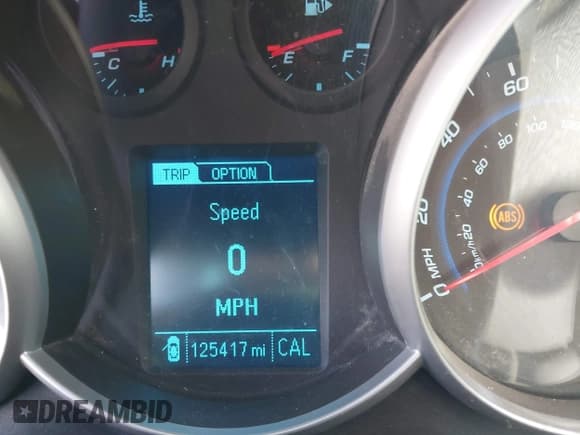 C H
E F
TRIP OPTION
Speed
0
MPH
125417 mi CAL
0 20 40 60
MPH
20 40 60 80 100
km/h
ABS
DREAMBID